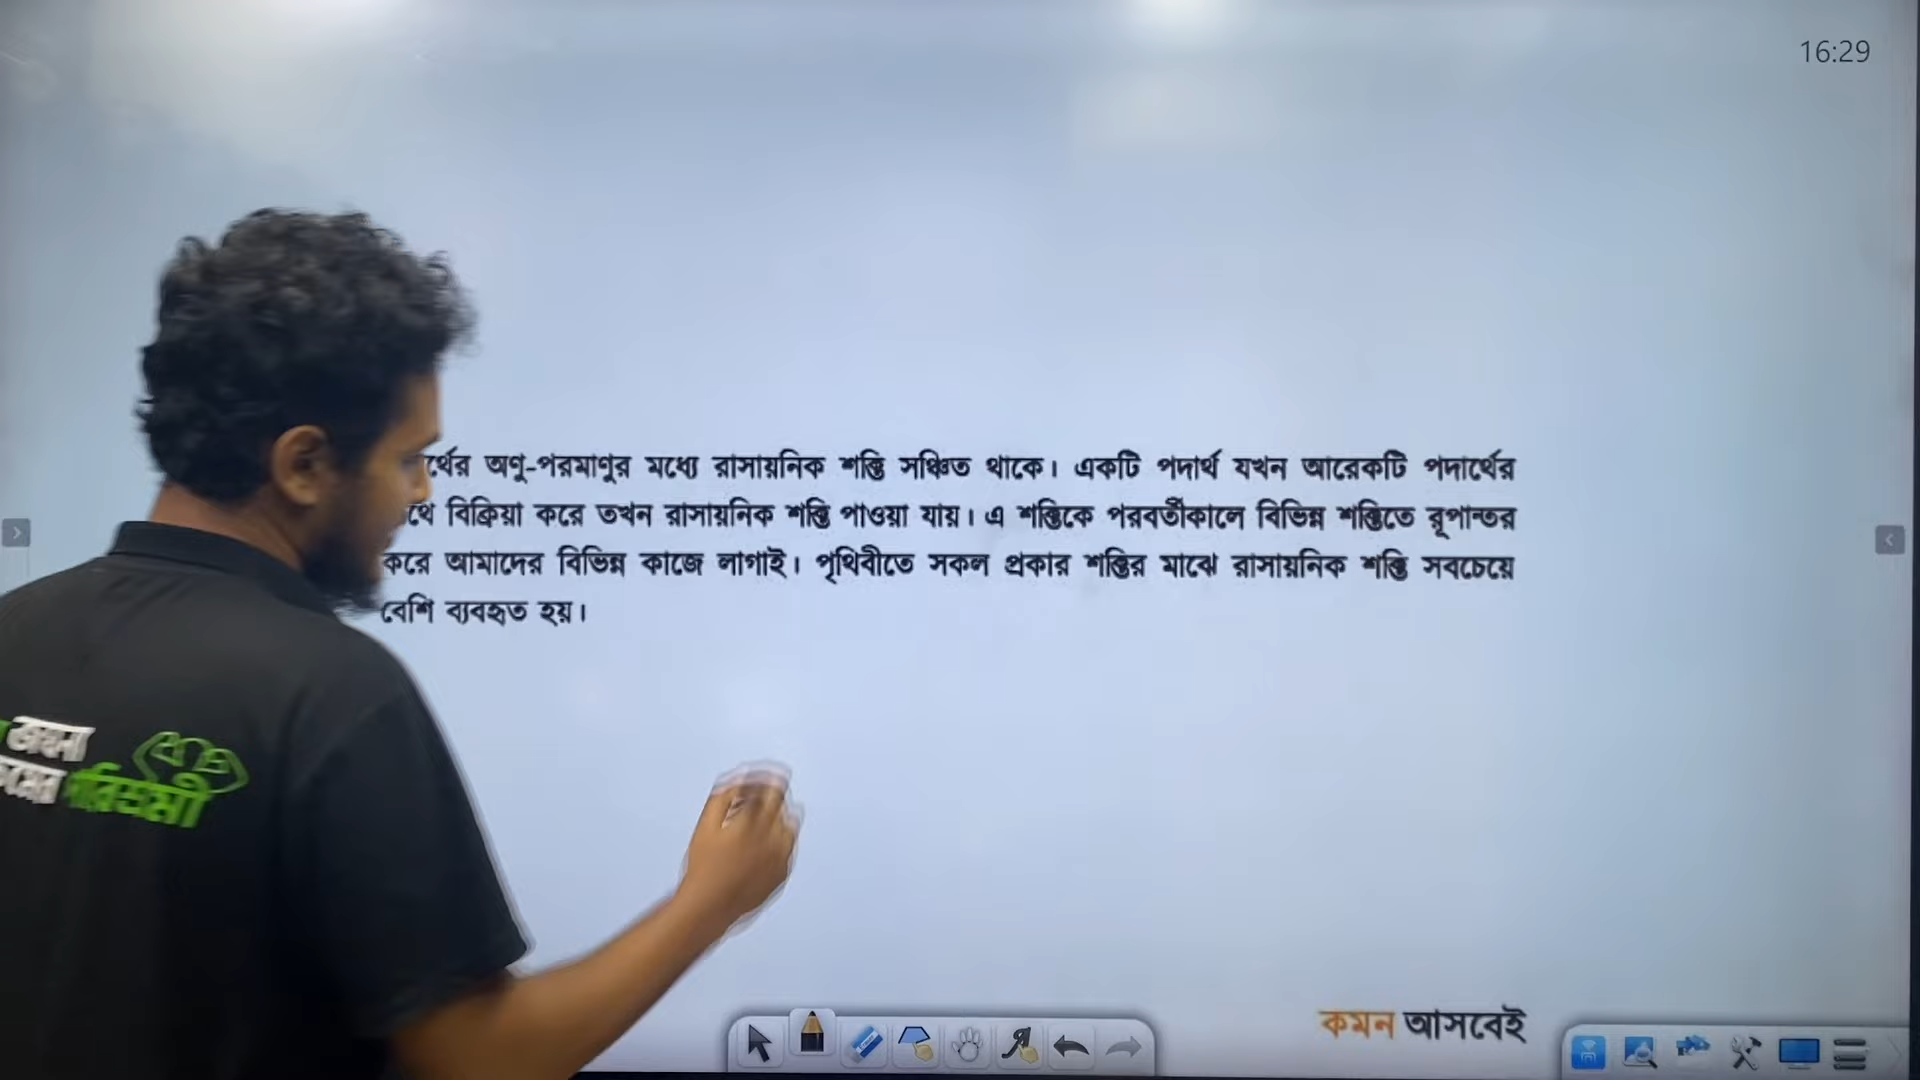 16:29
অণু-পরমাণুর মধ্যে রাসায়নিক শক্তি সঞ্চিত থাকে। একটি পদার্থ যখন আরেকটি পদার্থের
বিক্রিয়া করে তখন রাসায়নিক শক্তি পাওয়া যায়। এ শক্তিকে পরবর্তীকালে বিভিন্ন শক্তিতে রূপান্তর
করে আমাদের বিভিন্ন কাজে লাগাই। পৃথিবীতে সকল প্রকার শক্তির মাঝে রাসায়নিক শক্তি সবচেয়ে
বেশি ব্যবহৃত হয়।
কমন আসবেই